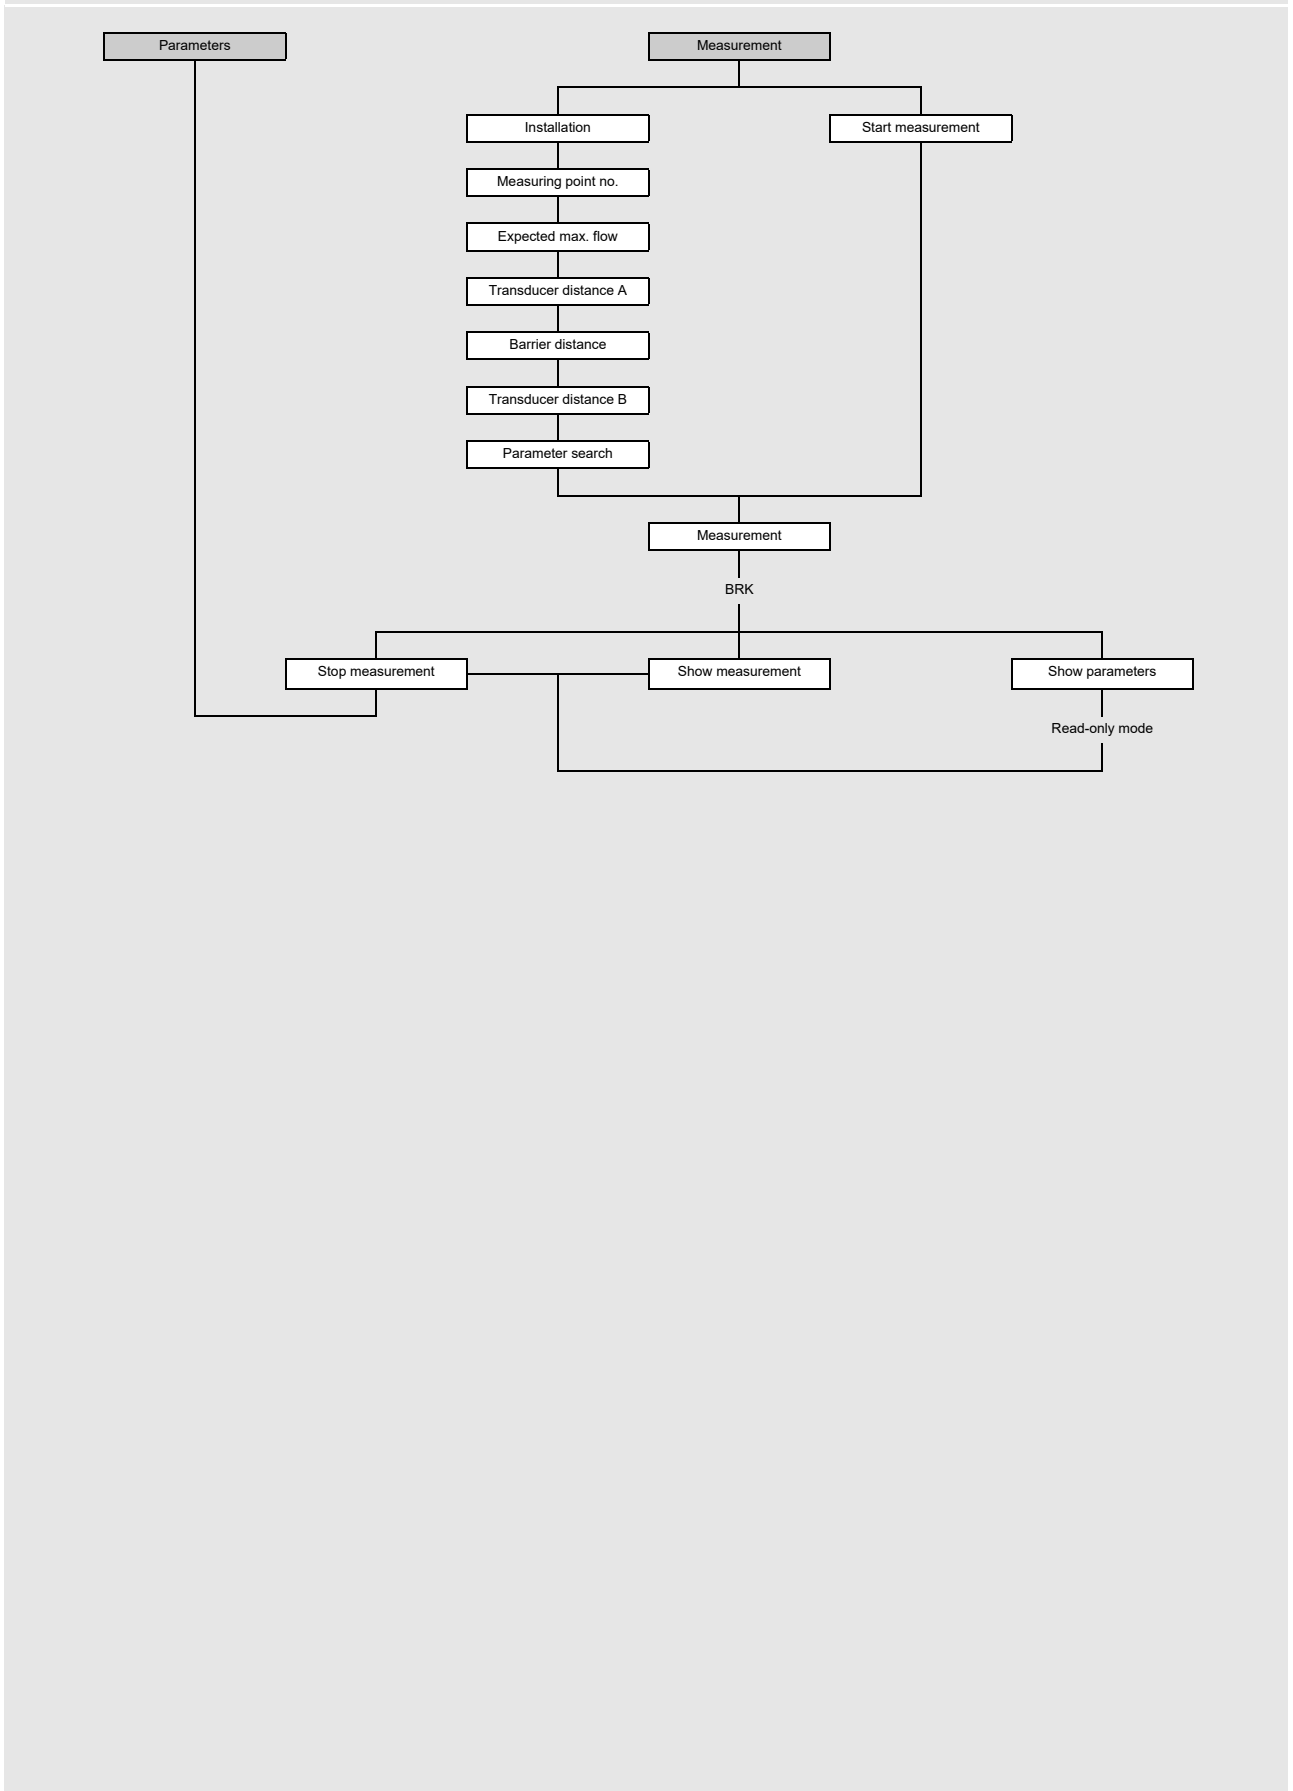 Parameters
Measurement
Installation
Start measurement
Measuring point no.
Expected max. flow
Transducer distance A
Barrier distance
Transducer distance B
Parameter search
Measurement
BRK
Stop measurement
Show measurement
Show parameters
Read-only mode